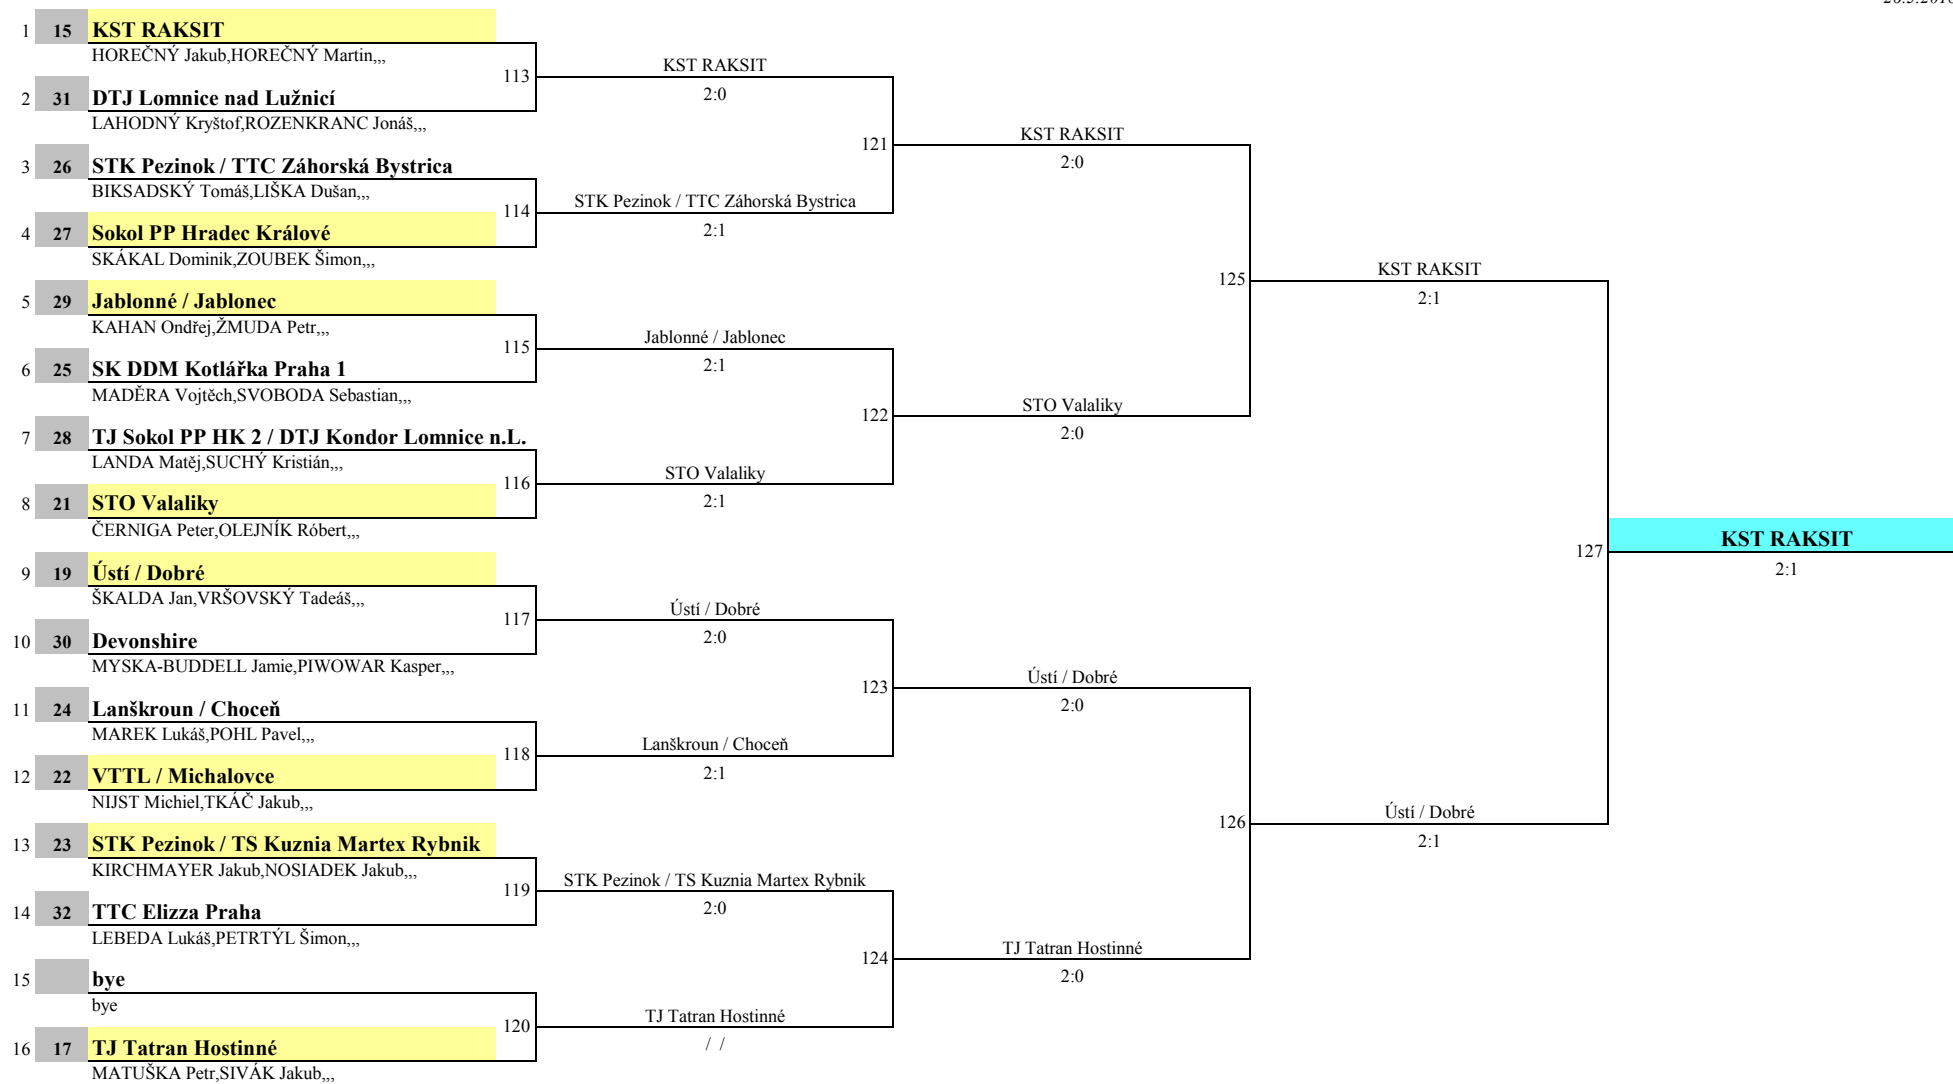 1 15 KST RAKSIT
HOREČNÝ Jakub,HOREČNÝ Martin,,,
113
KST RAKSIT
2:0
2 31 DTJ Lomnice nad Lužnicí
LAHODNÝ Kryštof,ROZENKRANC Jonáš,,,
121
KST RAKSIT
2:0
3 26 STK Pezinok / TTC Záhorská Bystrica
BIKSADSKÝ Tomáš,LIŠKA Dušan,,,
114
STK Pezinok / TTC Záhorská Bystrica
2:1
4 27 Sokol PP Hradec Králové
SKÁKAL Dominik,ZOUBEK Šimon,,,
125
KST RAKSIT
2:1
5 29 Jablonné / Jablonec
KAHAN Ondřej,ŽMUDA Petr,,,
115
Jablonné / Jablonec
2:1
6 25 SK DDM Kotlářka Praha 1
MADĚRA Vojtěch,SVOBODA Sebastian,,,
122
STO Valaliky
2:0
7 28 TJ Sokol PP HK 2 / DTJ Kondor Lomnice n.L.
LANDA Matěj,SUCHÝ Kristián,,,
116
STO Valaliky
2:1
8 21 STO Valaliky
ČERNIGA Peter,OLEJNÍK Róbert,,,
127
KST RAKSIT
2:1
9 19 Ústí / Dobré
ŠKALDA Jan,VRŠOVSKÝ Tadeáš,,,
117
Ústí / Dobré
2:0
10 30 Devonshire
MYSKA-BUDDELL Jamie,PIWOWAR Kasper,,,
123
Ústí / Dobré
2:0
11 24 Lanškroun / Choceň
MAREK Lukáš,POHL Pavel,,,
118
Lanškroun / Choceň
2:1
12 22 VTTL / Michalovce
NIJST Michiel,TKÁČ Jakub,,,
126
Ústí / Dobré
2:1
13 23 STK Pezinok / TS Kuznia Martex Rybnik
KIRCHMAYER Jakub,NOSIADEK Jakub,,,
119
STK Pezinok / TS Kuznia Martex Rybnik
2:0
14 32 TTC Elizza Praha
LEBEDA Lukáš,PETRTÝL Šimon,,,
124
TJ Tatran Hostinné
2:0
15 bye
bye
120
TJ Tatran Hostinné
/ /
16 17 TJ Tatran Hostinné
MATUŠKA Petr,SIVÁK Jakub,,,